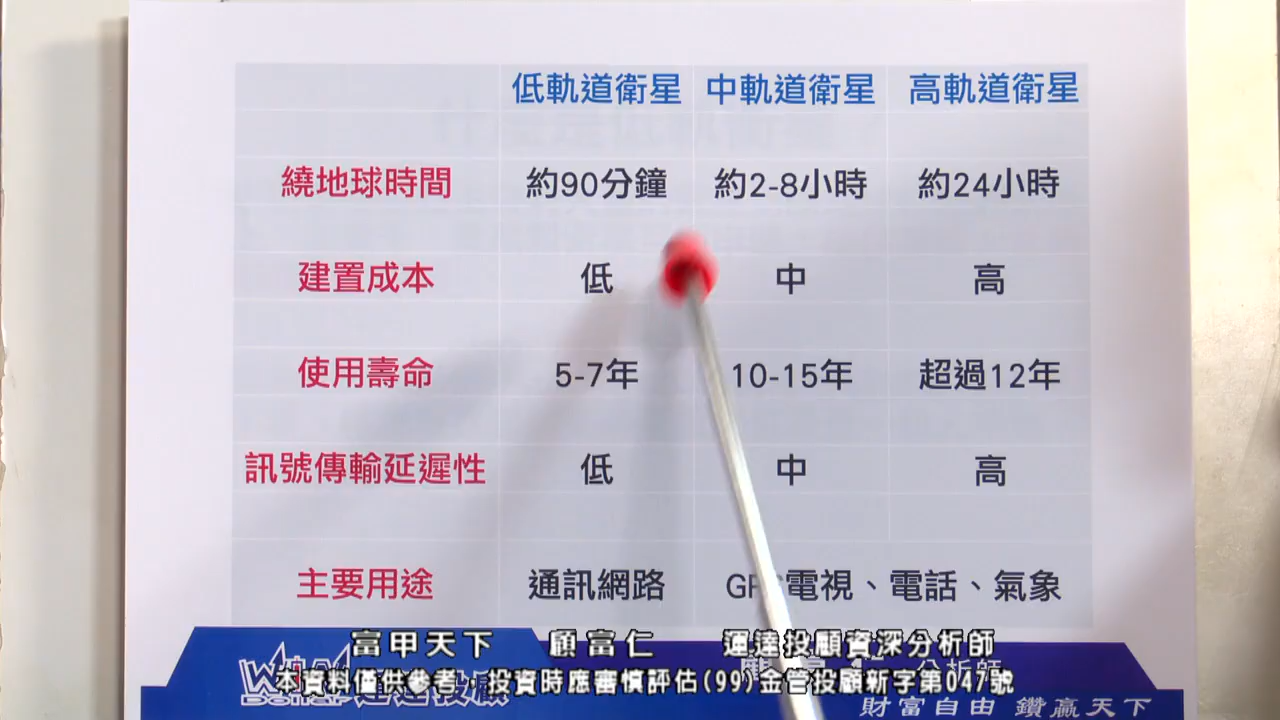 低軌道衛星 中軌道衛星 高軌道衛星
繞地球時間 約90分鐘 約2-8小時 約24小時
建置成本 低 中 高
使用壽命 5-7年 10-15年 超過12年
訊號傳輸延遲性 低 中 高
主要用途 通訊網路 電視、電話、氣象
富甲天下 顧富仁 運達投顧資深分析師
分析師
本資料僅供參考，投資時應審慎評估(99)金管投顧新字第047號
財富自由 鑽贏天下